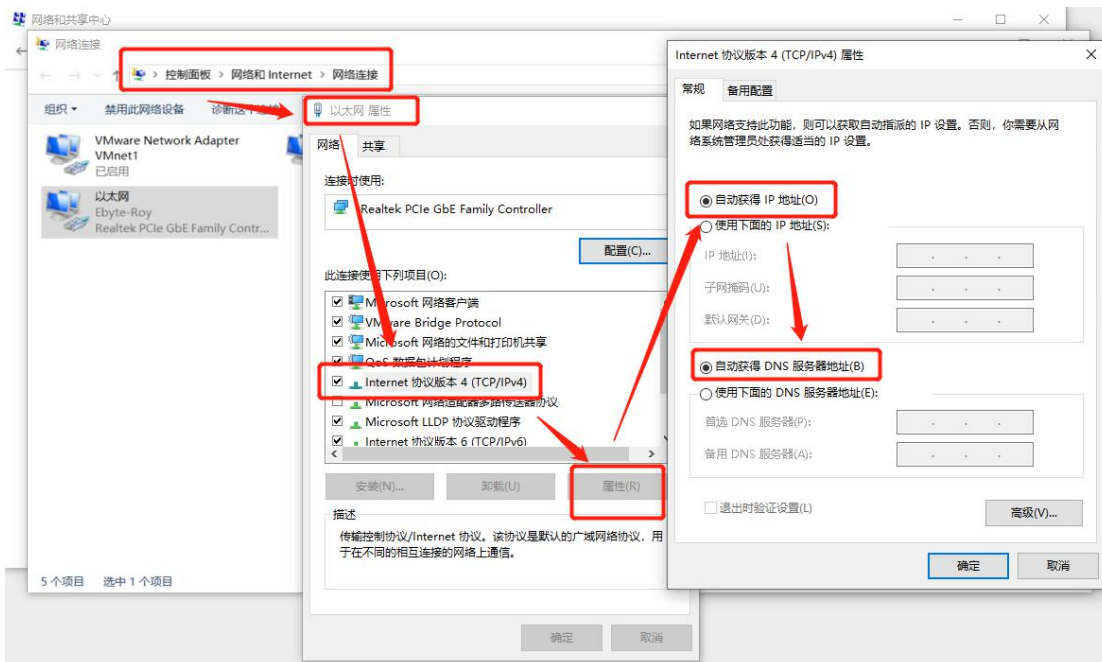 网络和共享中心
网络连接
控制面板 > 网络和 Internet > 网络连接
组织 禁用此网络设备 诊断这个连接
VMware Network Adapter
VMnet1
已启用
以太网
Ebyte-Roy
Realtek PCIe GbE Family Contr...
5 个项目 选中 1 个项目
以太网 属性
网络 共享
连接时使用:
Realtek PCIe GbE Family Controller
配置(C)...
此连接使用下列项目(O):
Microsoft 网络客户端
VMware Bridge Protocol
Microsoft 网络的文件和打印机共享
QoS 数据包计划程序
Internet 协议版本 4 (TCP/IPv4)
Microsoft 网络适配器多路传送器协议
Microsoft LLDP 协议驱动程序
Internet 协议版本 6 (TCP/IPv6)
安装(N)... 卸载(U) 属性(R)
描述
传输控制协议/Internet 协议。该协议是默认的广域网络协议，用
于在不同的相互连接的网络上通信。
确定 取消
Internet 协议版本 4 (TCP/IPv4) 属性
常规 备用配置
如果网络支持此功能，则可以获取自动指派的 IP 设置。否则，你需要从网
络系统管理员处获得适当的 IP 设置。
自动获得 IP 地址(O)
使用下面的 IP 地址(S):
IP 地址(I):
子网掩码(U):
默认网关(D):
自动获得 DNS 服务器地址(B)
使用下面的 DNS 服务器地址(E):
首选 DNS 服务器(P):
备用 DNS 服务器(A):
退出时验证设置(L)
高级(V)...
确定 取消